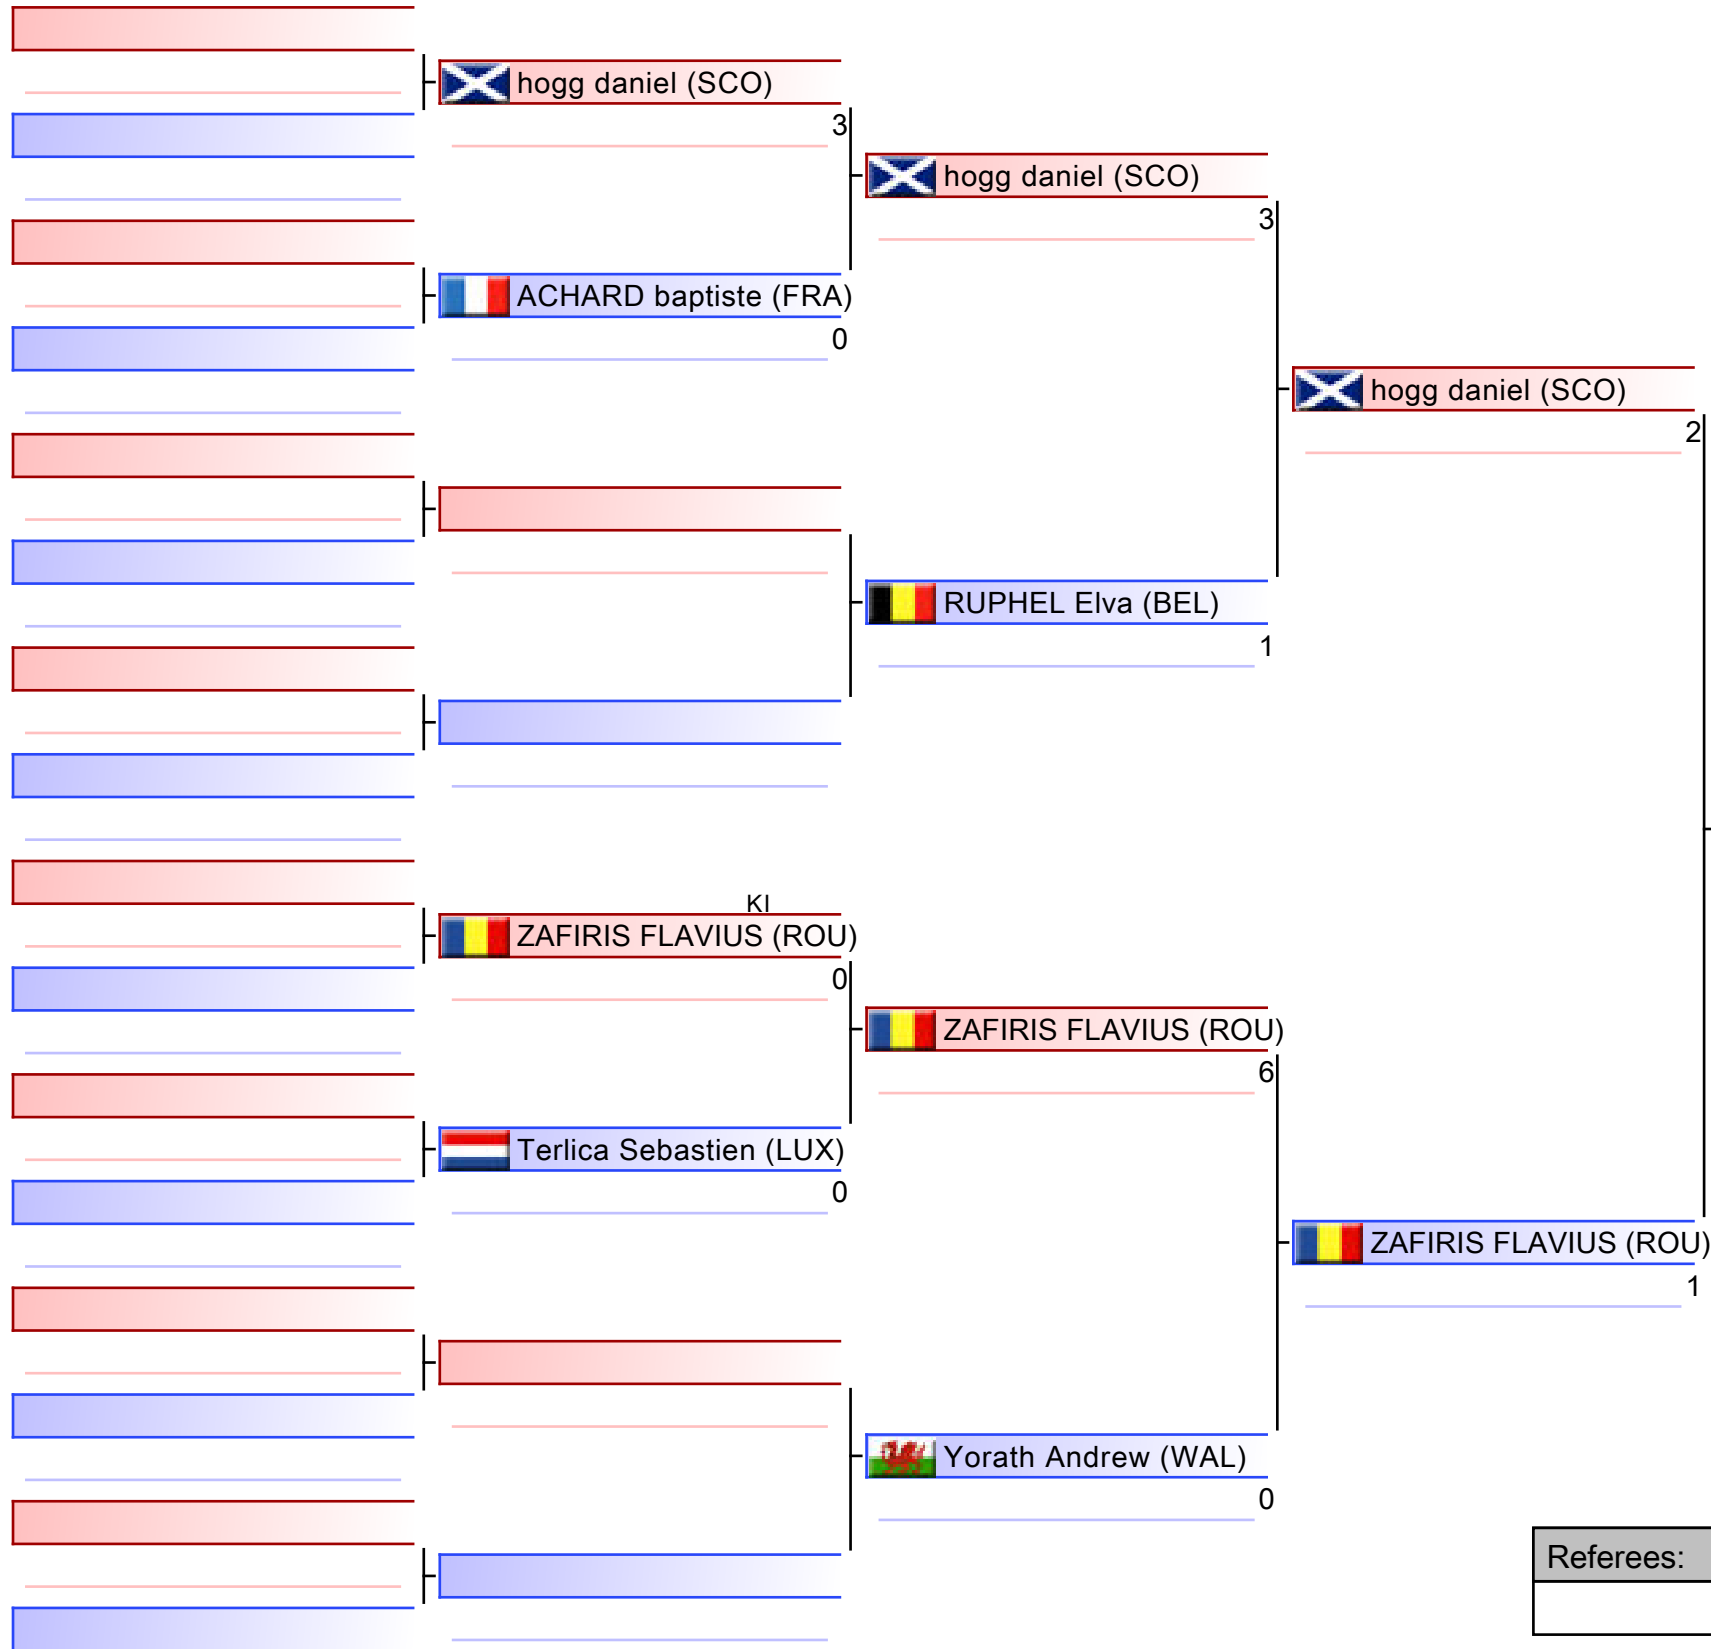 hogg daniel (SCO)
3
hogg daniel (SCO)
3
ACHARD baptiste (FRA)
0
hogg daniel (SCO)
2
RUPHEL Elva (BEL)
1
KI
ZAFIRIS FLAVIUS (ROU)
0
ZAFIRIS FLAVIUS (ROU)
6
Terlica Sebastien (LUX)
0
ZAFIRIS FLAVIUS (ROU)
1
Yorath Andrew (WAL)
0
Referees: